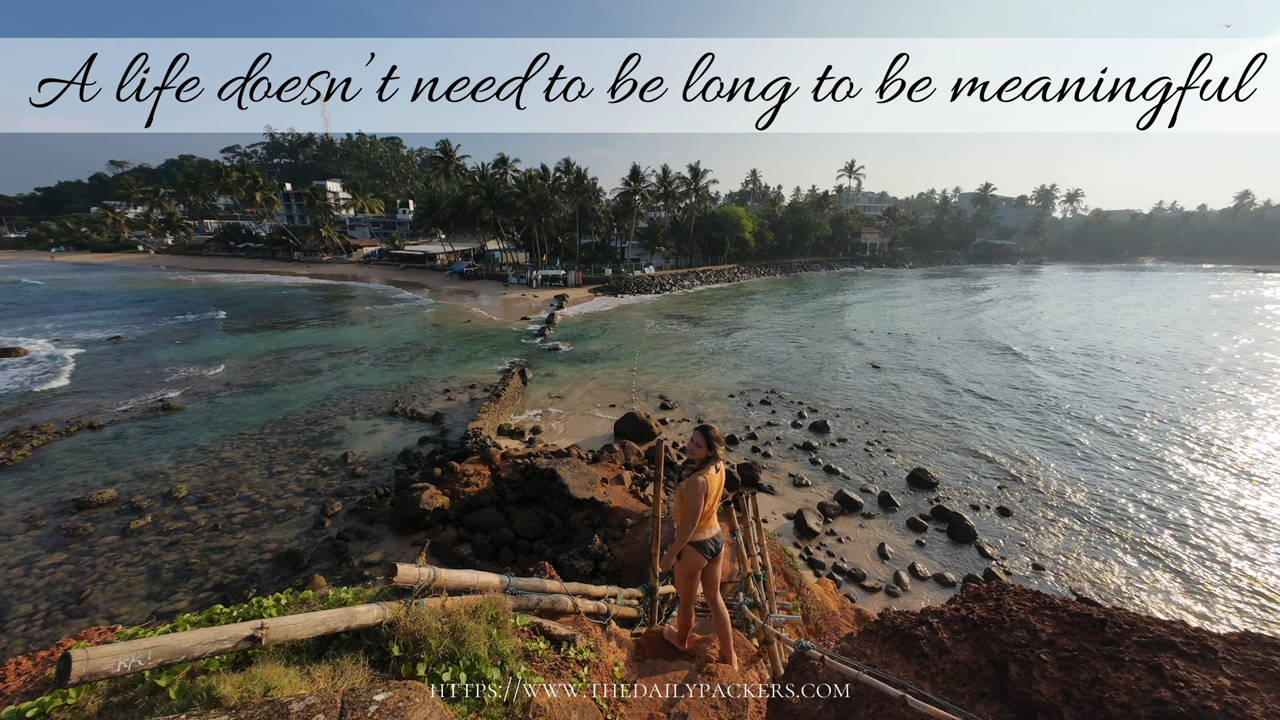 A life doesn't need to be long to be meaningful
HTTPS://WWW.THEDAILYPACKERS.COM